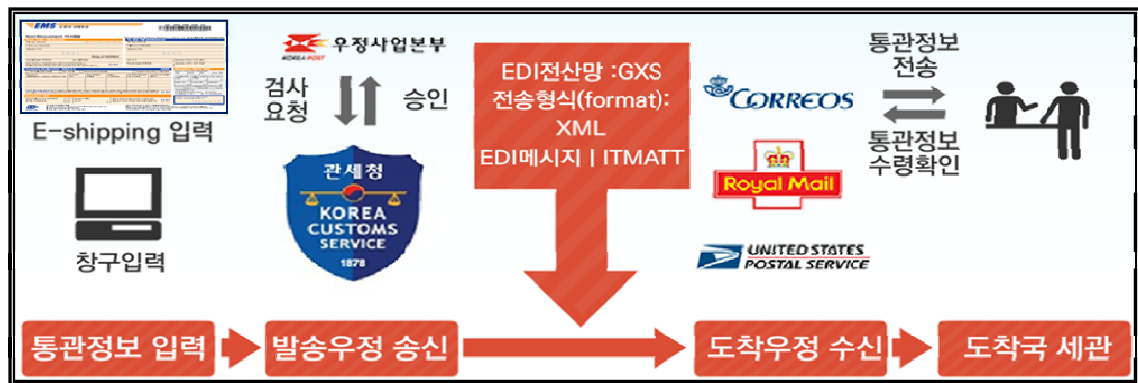 EMS
E-shipping 입력
창구입력
KOREA POST
우정사업본부
검사
요청
승인
관세청
KOREA
CUSTOMS
SERVICE
1878
EDI전산망 :GXS
전송형식(format):
XML
EDI메시지 | ITMATT
CORREOS
Royal Mail
UNITED STATES
POSTAL SERVICE
통관정보
전송
통관정보
수령확인
통관정보 입력
발송우정 송신
도착우정 수신
도착국 세관